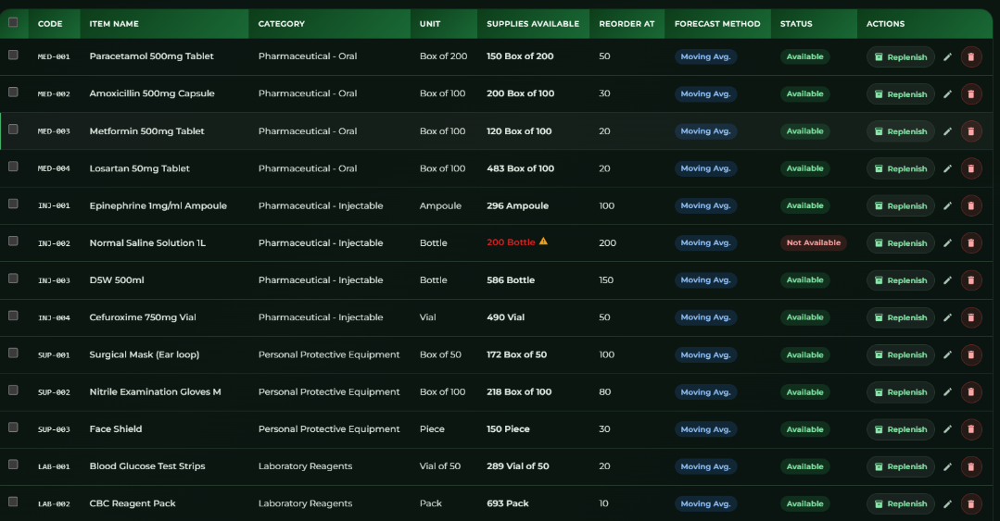 CODE ITEM NAME CATEGORY UNIT SUPPLIES AVAILABLE REORDER AT FORECAST METHOD STATUS ACTIONS
MED-001 Paracetamol 500mg Tablet Pharmaceutical - Oral Box of 200 150 Box of 200 50 Moving Avg. Available Replenish
MED-002 Amoxicillin 500mg Capsule Pharmaceutical - Oral Box of 100 200 Box of 100 30 Moving Avg. Available Replenish
MED-003 Metformin 500mg Tablet Pharmaceutical - Oral Box of 100 120 Box of 100 20 Moving Avg. Available Replenish
MED-004 Losartan 50mg Tablet Pharmaceutical - Oral Box of 100 483 Box of 100 20 Moving Avg. Available Replenish
INJ-001 Epinephrine 1mg/ml Ampoule Pharmaceutical - Injectable Ampoule 296 Ampoule 100 Moving Avg. Available Replenish
INJ-002 Normal Saline Solution 1L Pharmaceutical - Injectable Bottle 200 Bottle 200 Moving Avg. Not Available Replenish
INJ-003 D5W 500ml Pharmaceutical - Injectable Bottle 586 Bottle 150 Moving Avg. Available Replenish
INJ-004 Cefuroxime 750mg Vial Pharmaceutical - Injectable Vial 490 Vial 50 Moving Avg. Available Replenish
SUP-001 Surgical Mask (Ear loop) Personal Protective Equipment Box of 50 172 Box of 50 100 Moving Avg. Available Replenish
SUP-002 Nitrile Examination Gloves M Personal Protective Equipment Box of 100 218 Box of 100 80 Moving Avg. Available Replenish
SUP-003 Face Shield Personal Protective Equipment Piece 150 Piece 30 Moving Avg. Available Replenish
LAB-001 Blood Glucose Test Strips Laboratory Reagents Vial of 50 289 Vial of 50 20 Moving Avg. Available Replenish
LAB-002 CBC Reagent Pack Laboratory Reagents Pack 693 Pack 10 Moving Avg. Available Replenish